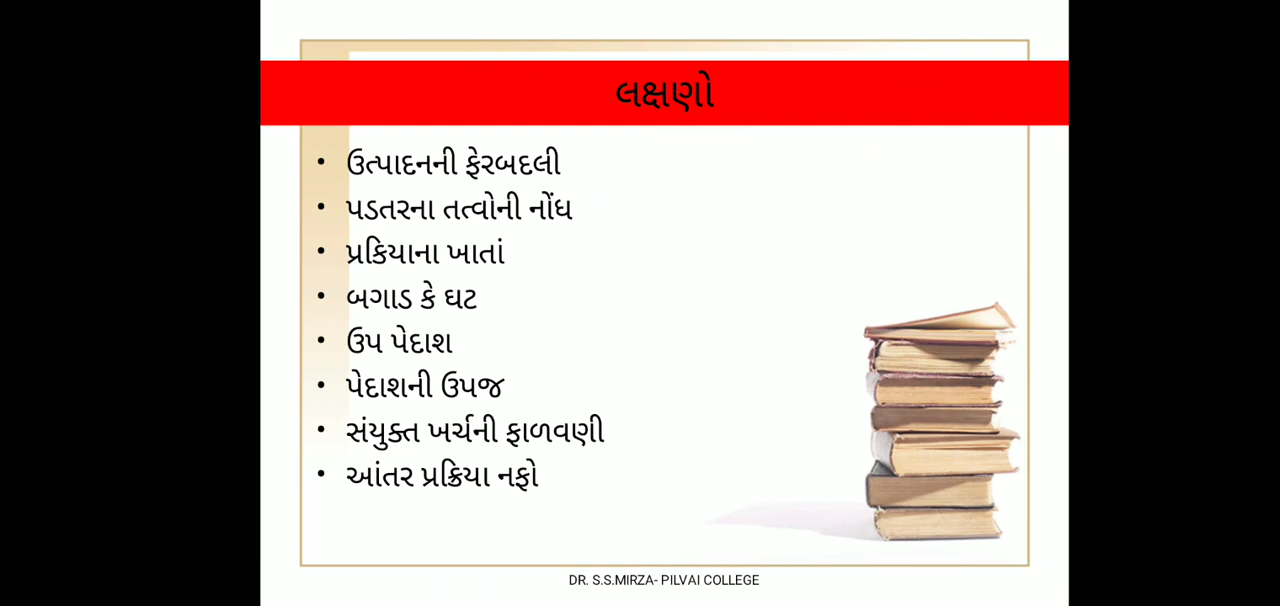 લક્ષણો
• ઉત્પાદનની ફેરબદલી
• પડતરના તત્વોની નોંધ
• પ્રકિયાના ખાતાં
• બગાડ કે ઘટ
• ઉપ પેદાશ
• પેદાશની ઉપજ
• સંયુક્ત ખર્ચની ફાળવણી
• આંતર પ્રક્રિયા નફો
DR. S.S.MIRZA- PILVAI COLLEGE